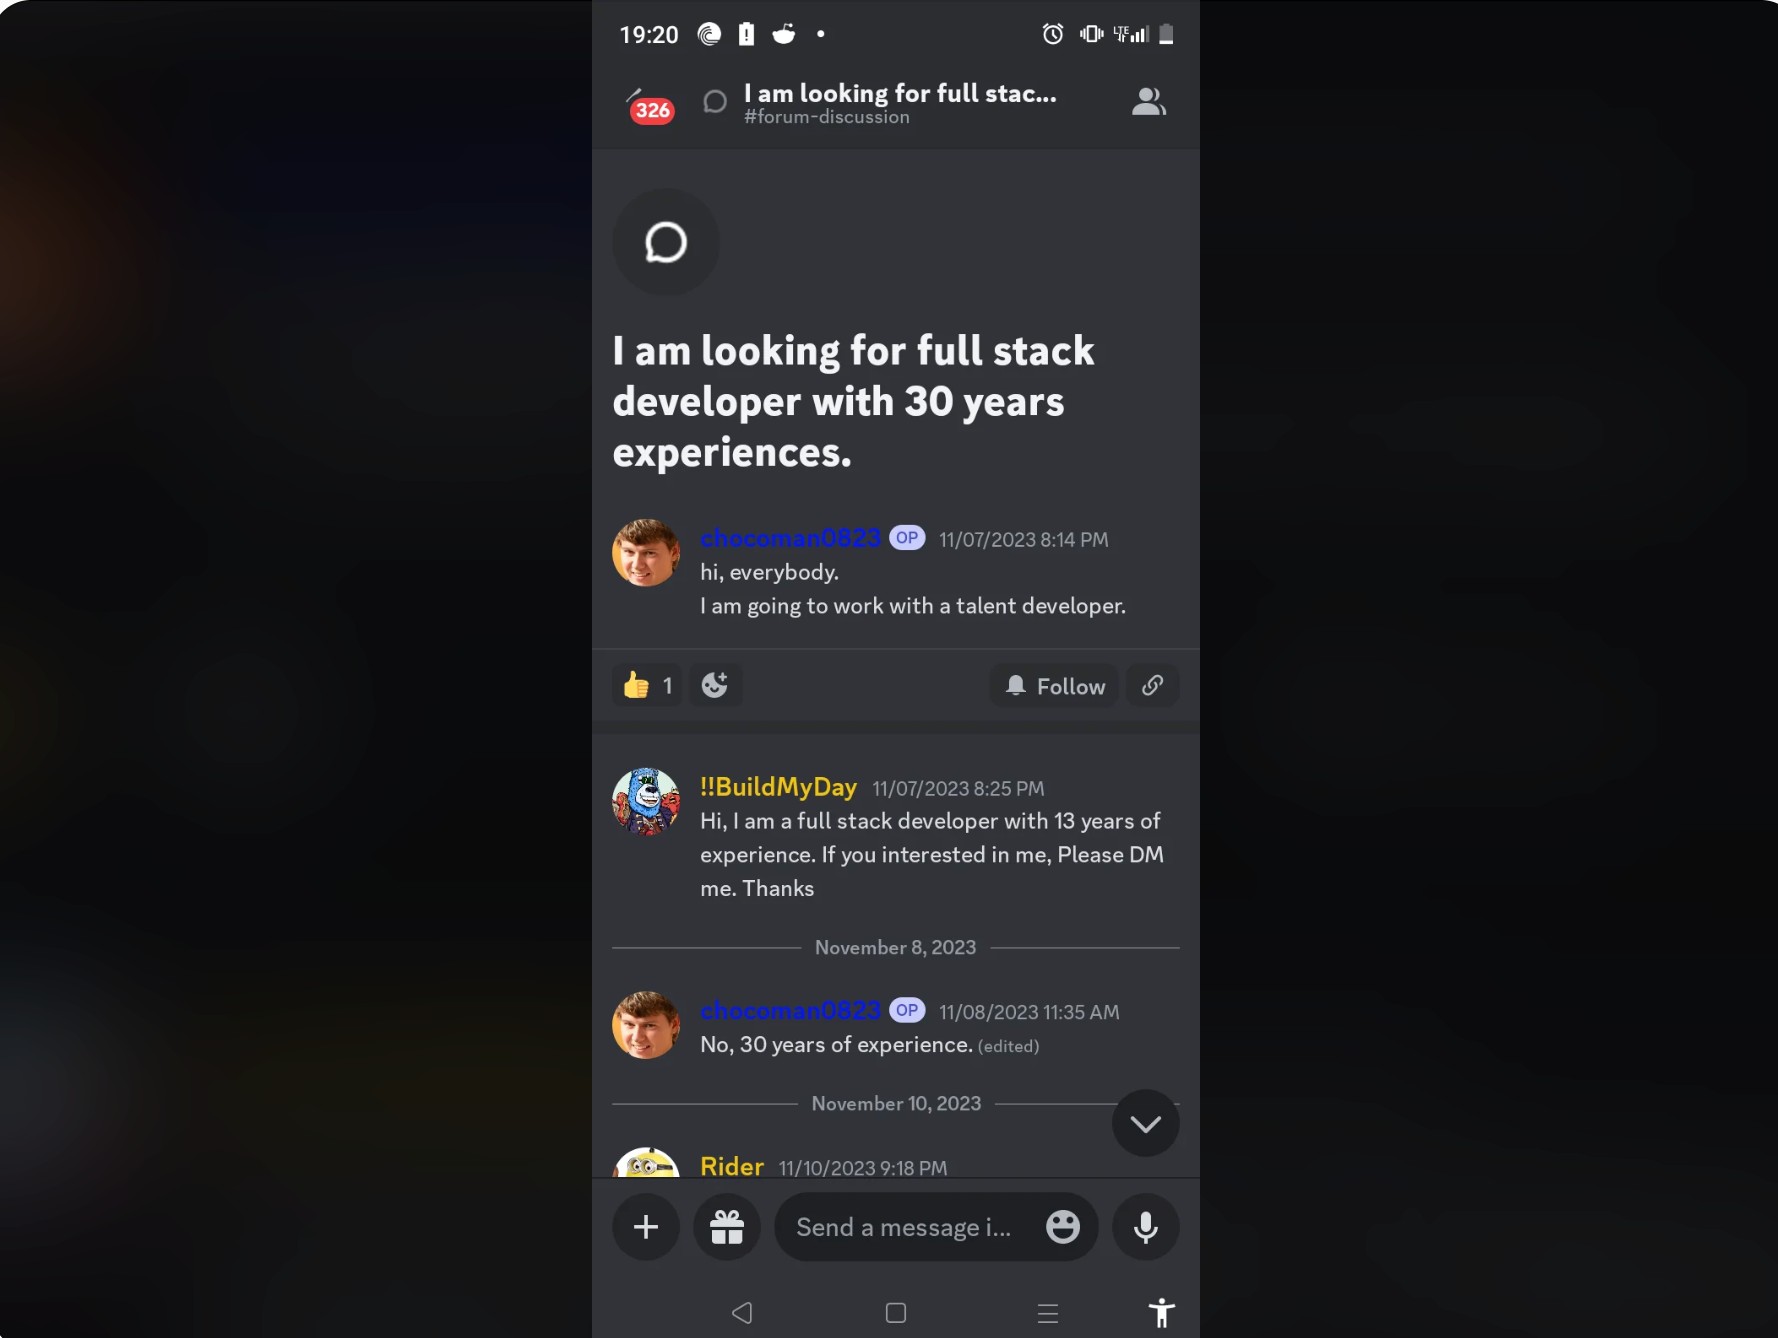 19:20
LTE
326
I am looking for full stac...
#forum-discussion
I am looking for full stack
developer with 30 years
experiences.
chocoman0823 OP 11/07/2023 8:14 PM
hi, everybody.
I am going to work with a talent developer.
1
Follow
!!BuildMyDay 11/07/2023 8:25 PM
Hi, I am a full stack developer with 13 years of
experience. If you interested in me, Please DM
me. Thanks
November 8, 2023
chocoman0823 OP 11/08/2023 11:35 AM
No, 30 years of experience. (edited)
November 10, 2023
Rider 11/10/2023 9:18 PM
Send a message i...